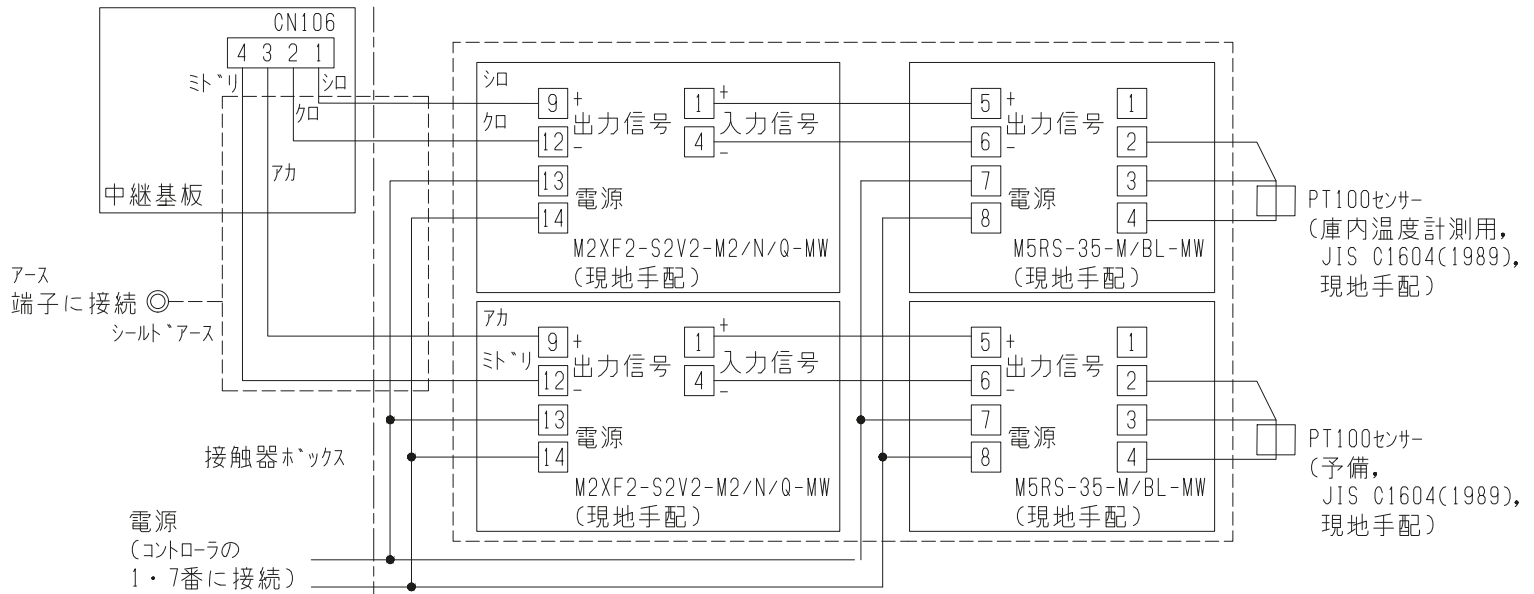 CN106
4 3 2 1
ミドリ
シロ
クロ
アカ
中継基板
アース
端子に接続
シールドアース
接触器ボックス
電源
(コントローラの
1・7番に接続)
シロ
クロ
9 + 出力信号
12 -
13 電源
14
1 + 入力信号
4 -
M2XF2-S2V2-M2/N/Q-MW
(現地手配)
5 + 出力信号
6 -
7 電源
8
1
2
3
4
M5RS-35-M/BL-MW
(現地手配)
PT100センサー
(庫内温度計測用,
JIS C1604(1989),
現地手配)
アカ
ミドリ
9 + 出力信号
12 -
13 電源
14
1 + 入力信号
4 -
M2XF2-S2V2-M2/N/Q-MW
(現地手配)
5 + 出力信号
6 -
7 電源
8
1
2
3
4
M5RS-35-M/BL-MW
(現地手配)
PT100センサー
(予備,
JIS C1604(1989),
現地手配)